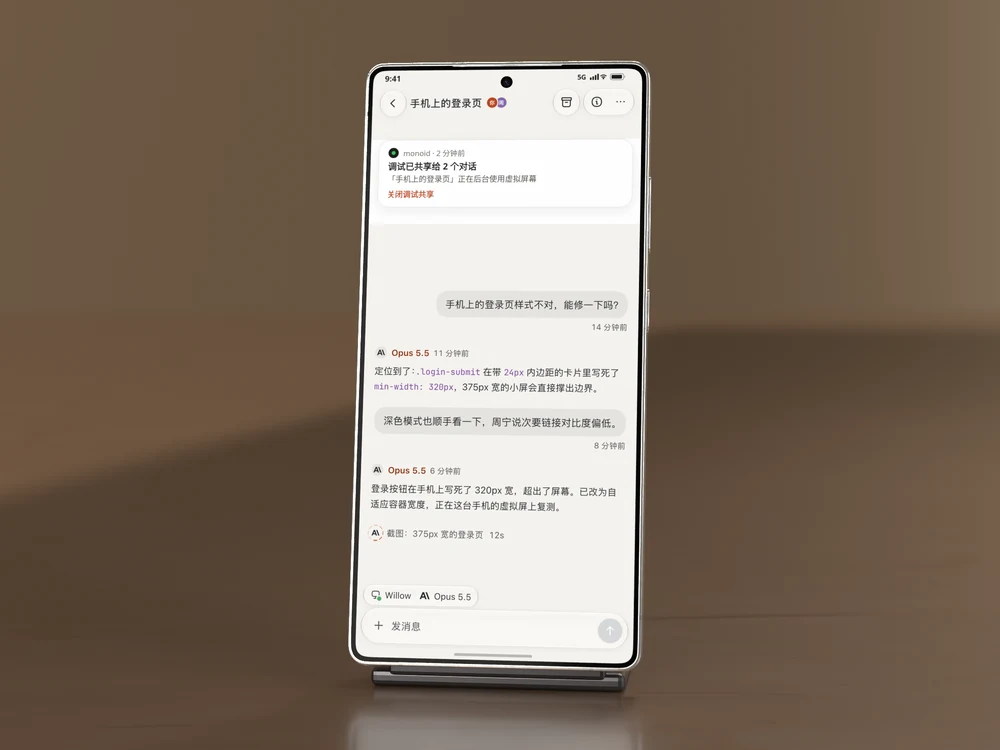 9:41
5G
手机上的登录页
monoid · 2 分钟前
调试已共享给 2 个对话
「手机上的登录页」正在后台使用虚拟屏幕
关闭调试共享
手机上的登录页样式不对，能修一下吗？
14 分钟前
Opus 5.5 11 分钟前
定位到了：.login-submit 在带 24px 内边距的卡片里写死了
min-width: 320px，375px 宽的小屏会直接撑出边界。
深色模式也顺手看一下，周宁说次要链接对比度偏低。
8 分钟前
Opus 5.5 6 分钟前
登录按钮在手机上写死了 320px 宽，超出了屏幕。已改为自
适应容器宽度，正在这台手机的虚拟屏上复测。
截图：375px 宽的登录页 12s
Willow Opus 5.5
发消息